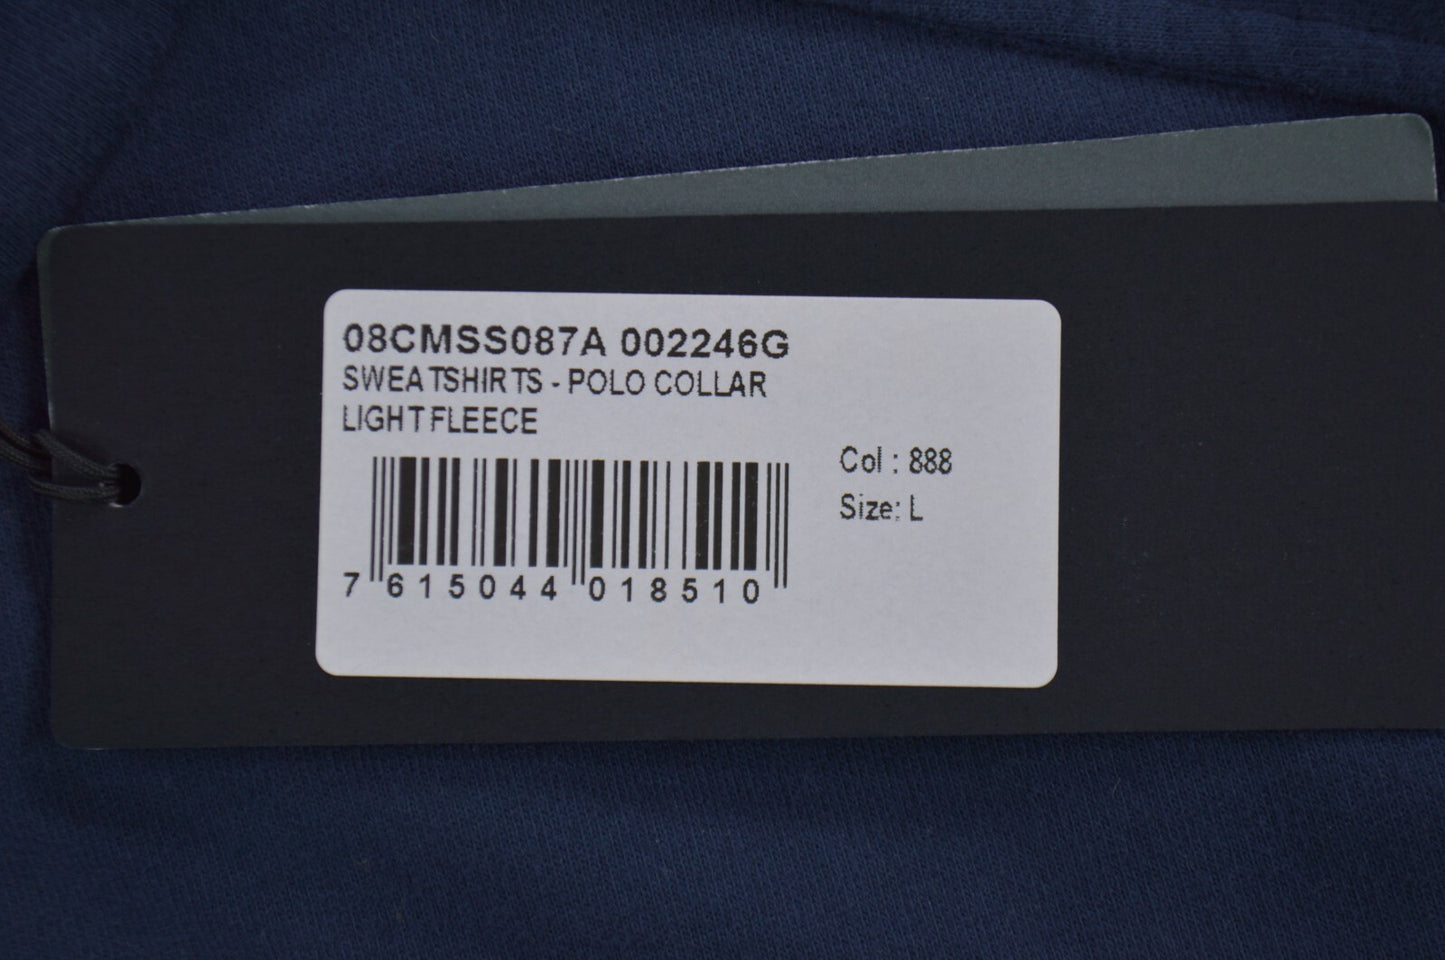 08CMSS087A 002246G
SWEATSHIRTS - POLO COLLAR
LIGHT FLEECE
Col : 888
Size: L
7 615044 018510